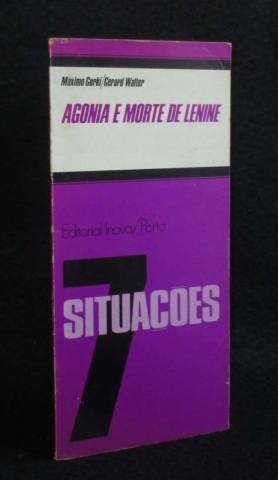 Máximo Gorki/Gerard Walter
AGONIA E MORTE DE LENINE
Editorial Inova/Porto
7
SITUACOES